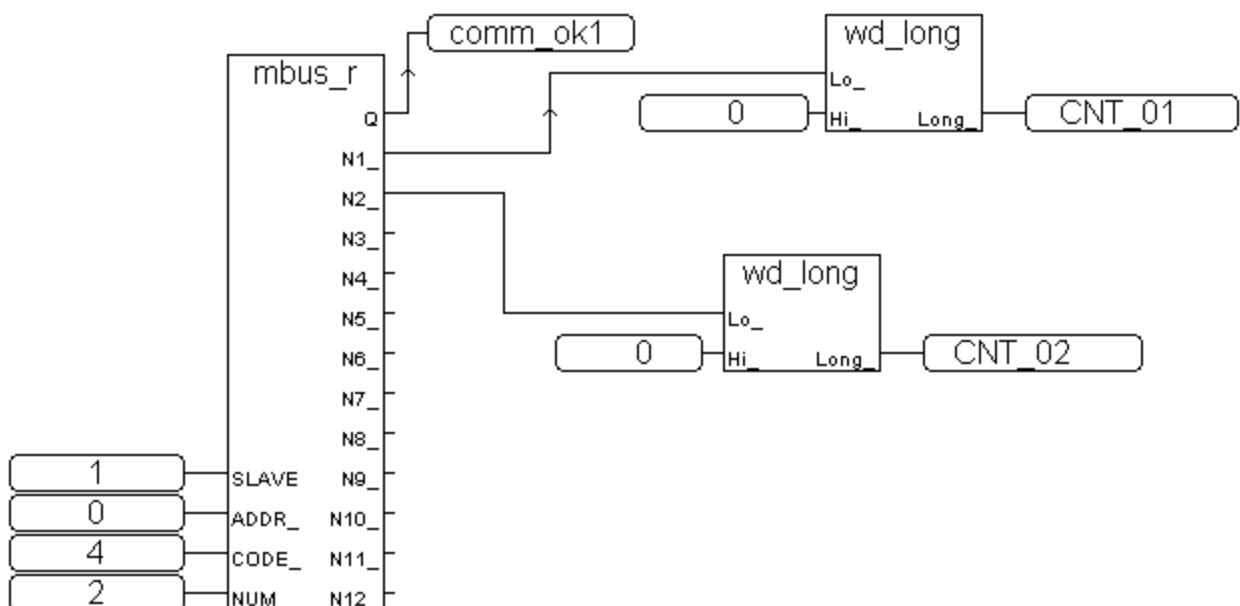 comm_ok1
wd_long
mbus_r
Lo_
Q
0
Hi_
Long_
CNT_01
N1_
N2_
N3_
wd_long
N4_
N5_
Lo_
N6_
0
Hi_
Long_
CNT_02
N7_
N8_
1
SLAVE
N9_
0
ADDR_
N10_
4
CODE_
N11_
2
NUM
N12